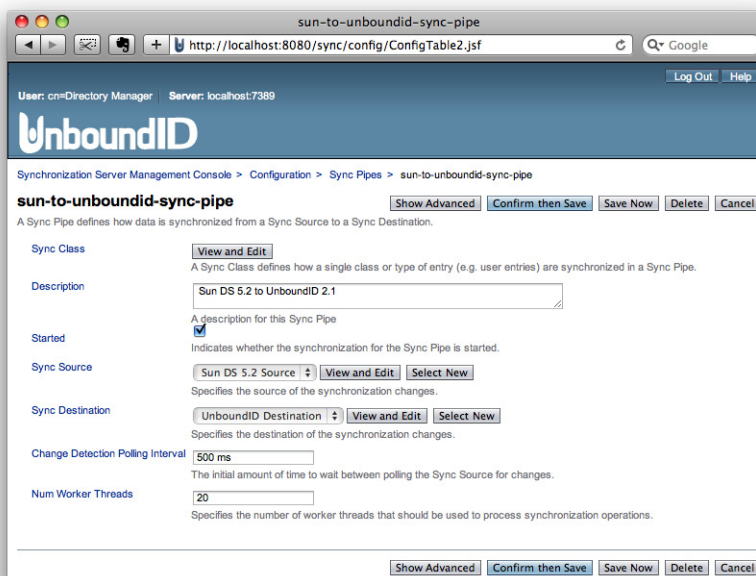 sun-to-unboundid-sync-pipe
http://localhost:8080/sync/config/ConfigTable2.jsf
Google
Log Out Help
User: cn=Directory Manager Server: localhost:7389
UnboundID
Synchronization Server Management Console > Configuration > Sync Pipes > sun-to-unboundid-sync-pipe
sun-to-unboundid-sync-pipe
Show Advanced Confirm then Save Save Now Delete Cancel
A Sync Pipe defines how data is synchronized from a Sync Source to a Sync Destination.
Sync Class View and Edit
A Sync Class defines how a single class or type of entry (e.g. user entries) are synchronized in a Sync Pipe.
Description Sun DS 5.2 to UnboundID 2.1
A description for this Sync Pipe
Started
Indicates whether the synchronization for the Sync Pipe is started.
Sync Source Sun DS 5.2 Source View and Edit Select New
Specifies the source of the synchronization changes.
Sync Destination UnboundID Destination View and Edit Select New
Specifies the destination of the synchronization changes.
Change Detection Polling Interval 500 ms
The initial amount of time to wait between polling the Sync Source for changes.
Num Worker Threads 20
Specifies the number of worker threads that should be used to process synchronization operations.
Show Advanced Confirm then Save Save Now Delete Cancel